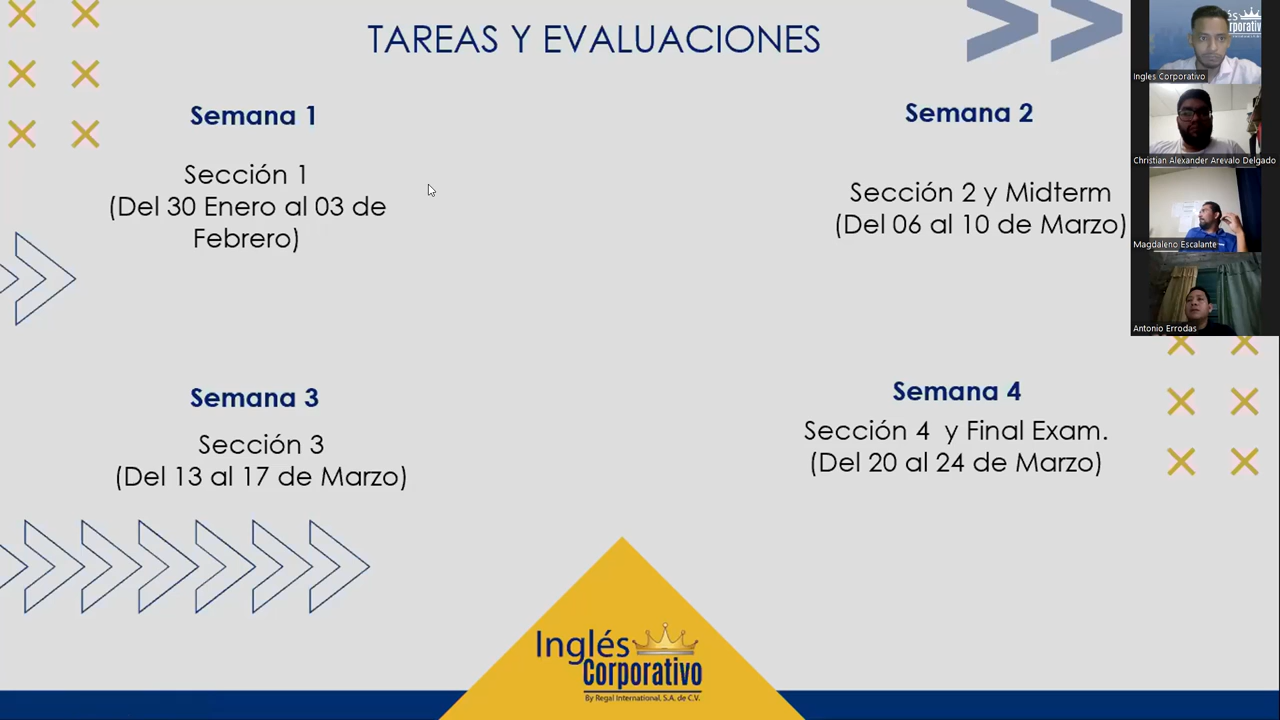 TAREAS Y EVALUACIONES
Semana 1
Sección 1
(Del 30 Enero al 03 de
Febrero)
Semana 2
Sección 2 y Midterm
(Del 06 al 10 de Marzo)
Semana 3
Sección 3
(Del 13 al 17 de Marzo)
Semana 4
Sección 4 y Final Exam.
(Del 20 al 24 de Marzo)
Inglés
Corporativo
By Regal International, S.A. de C.V.
Ingles Corporativo
Christian Alexander Arevalo Delgado
Magdaleno Escalante
Antonio Errodas